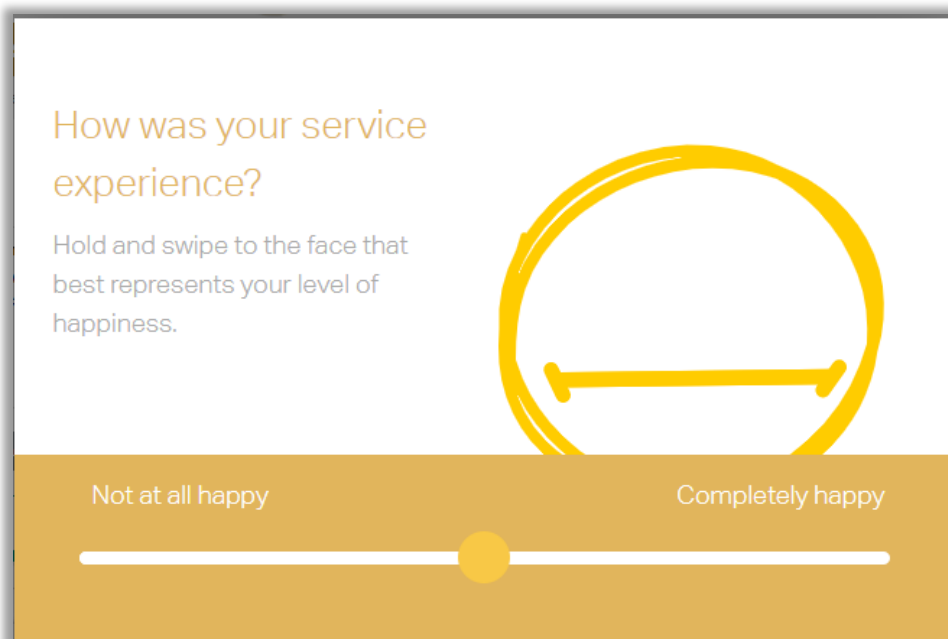 How was your service
experience?
Hold and swipe to the face that
best represents your level of
happiness.
Not at all happy
Completely happy